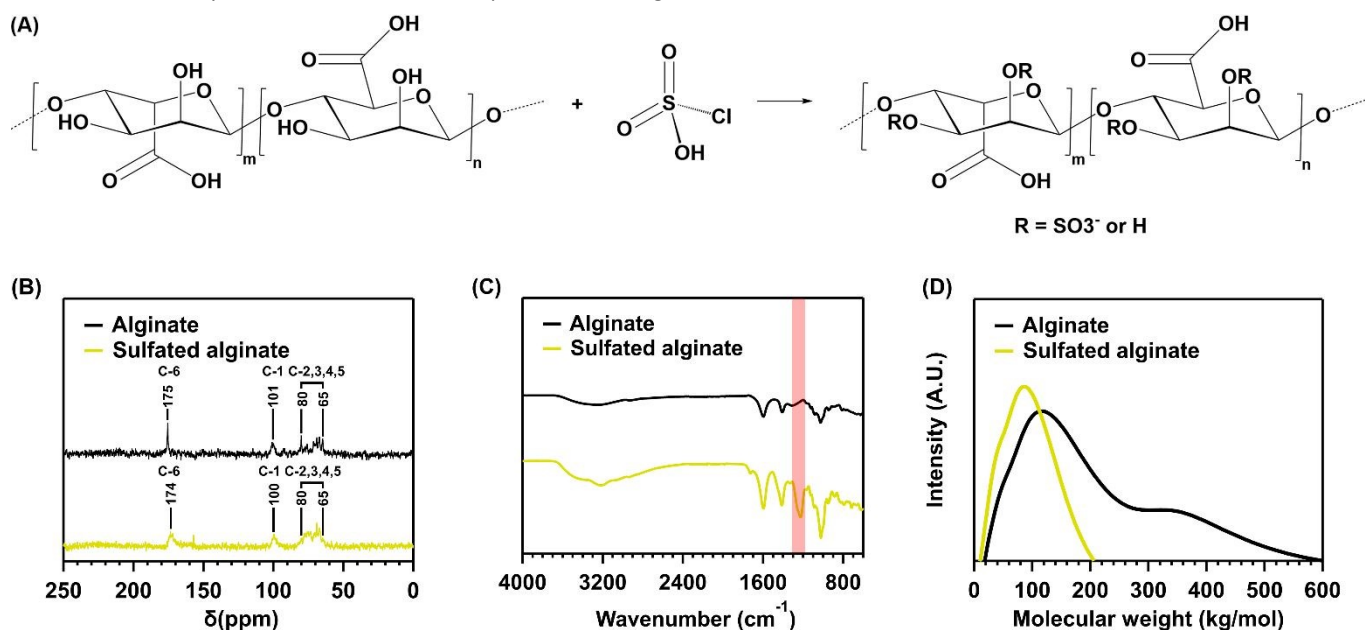 (A)
OH
O
OH
O
OH
O
OH
O
O
HO
O
HO
O
m
n
O
OH
+
O
S
O
Cl
OH
OH
O
OR
O
OR
O
O
RO
O
RO
O
m
n
O
OH
R = SO3- or H
(B)
Alginate
Sulfated alginate
C-6
C-1
C-2,3,4,5
175
101
80
65
C-6
C-1
C-2,3,4,5
174
100
80
65
250
200
150
100
50
0
δ(ppm)
(C)
Alginate
Sulfated alginate
4000
3200
2400
1600
800
Wavenumber (cm-1)
(D)
Alginate
Sulfated alginate
Intensity (A.U.)
0
100
200
300
400
500
600
Molecular weight (kg/mol)